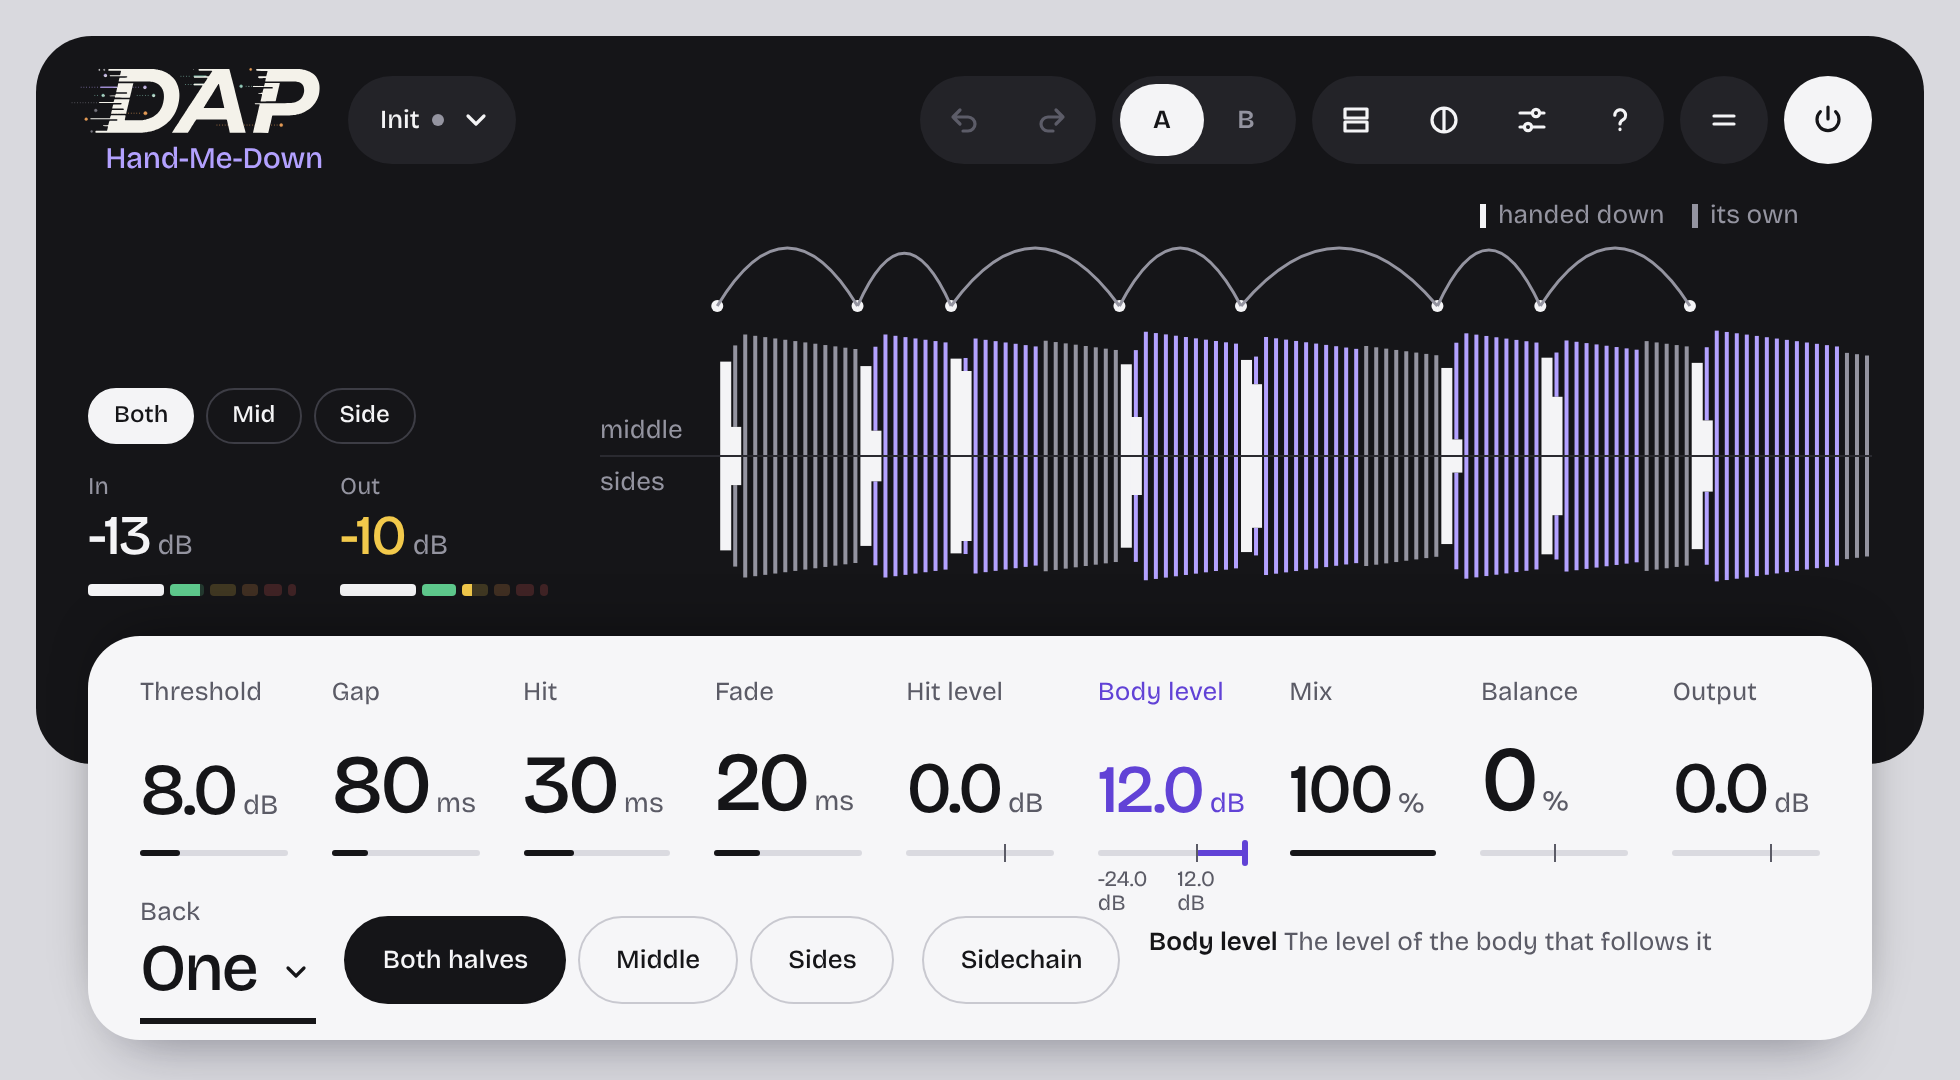 DAP
Hand-Me-Down
Init
A
B
?
handed down
its own
middle
sides
Both
Mid
Side
In
Out
-13 dB
-10 dB
Threshold
Gap
Hit
Fade
Hit level
Body level
Mix
Balance
Output
8.0 dB
80 ms
30 ms
20 ms
0.0 dB
12.0 dB
100 %
0 %
0.0 dB
-24.0 dB
12.0 dB
Back
One
Both halves
Middle
Sides
Sidechain
Body level The level of the body that follows it